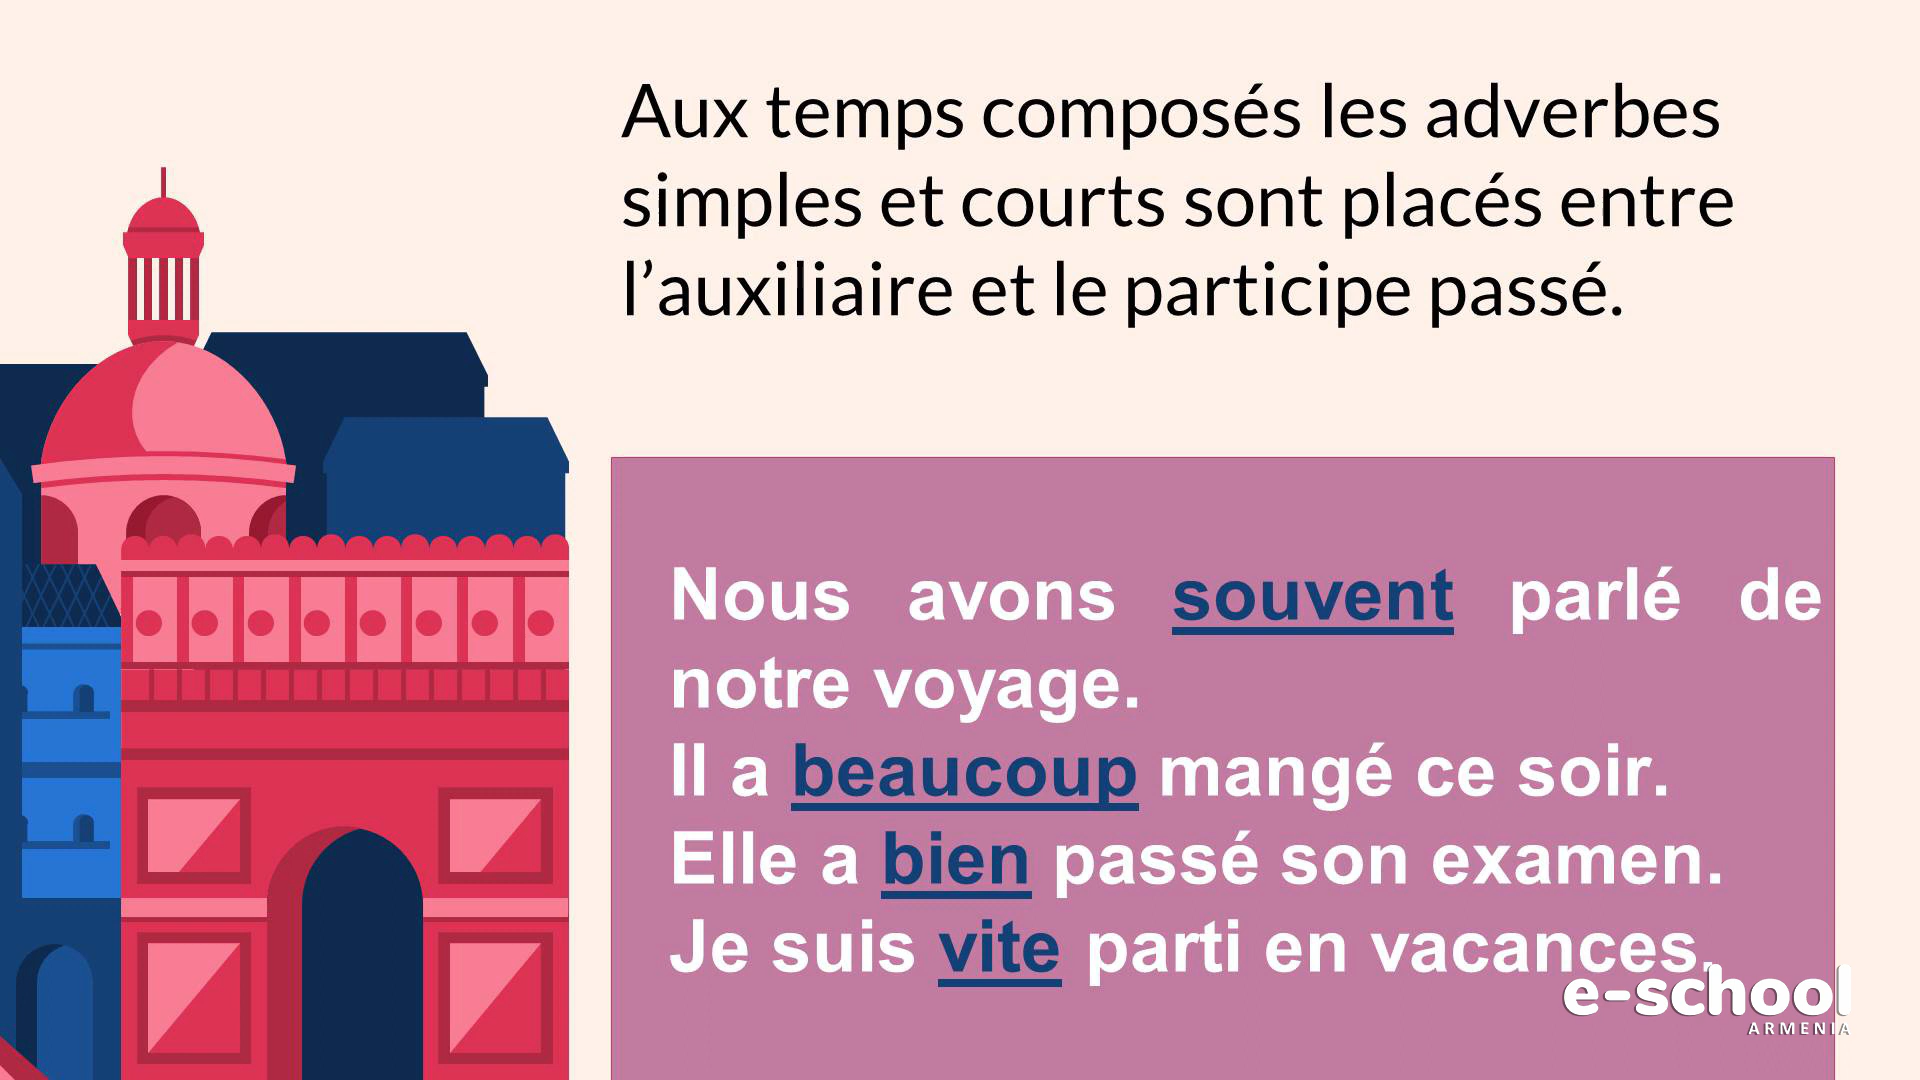 Aux temps composés les adverbes
simples et courts sont placés entre
l’auxiliaire et le participe passé.
Nous avons souvent parlé de
notre voyage.
Il a beaucoup mangé ce soir.
Elle a bien passé son examen.
Je suis vite parti en vacances.
e-school
ARMENIA